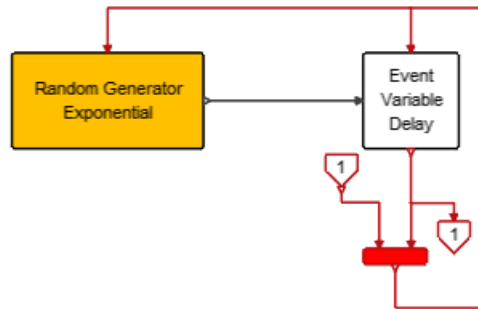 Random Generator
Exponential
Event
Variable
Delay
1
1